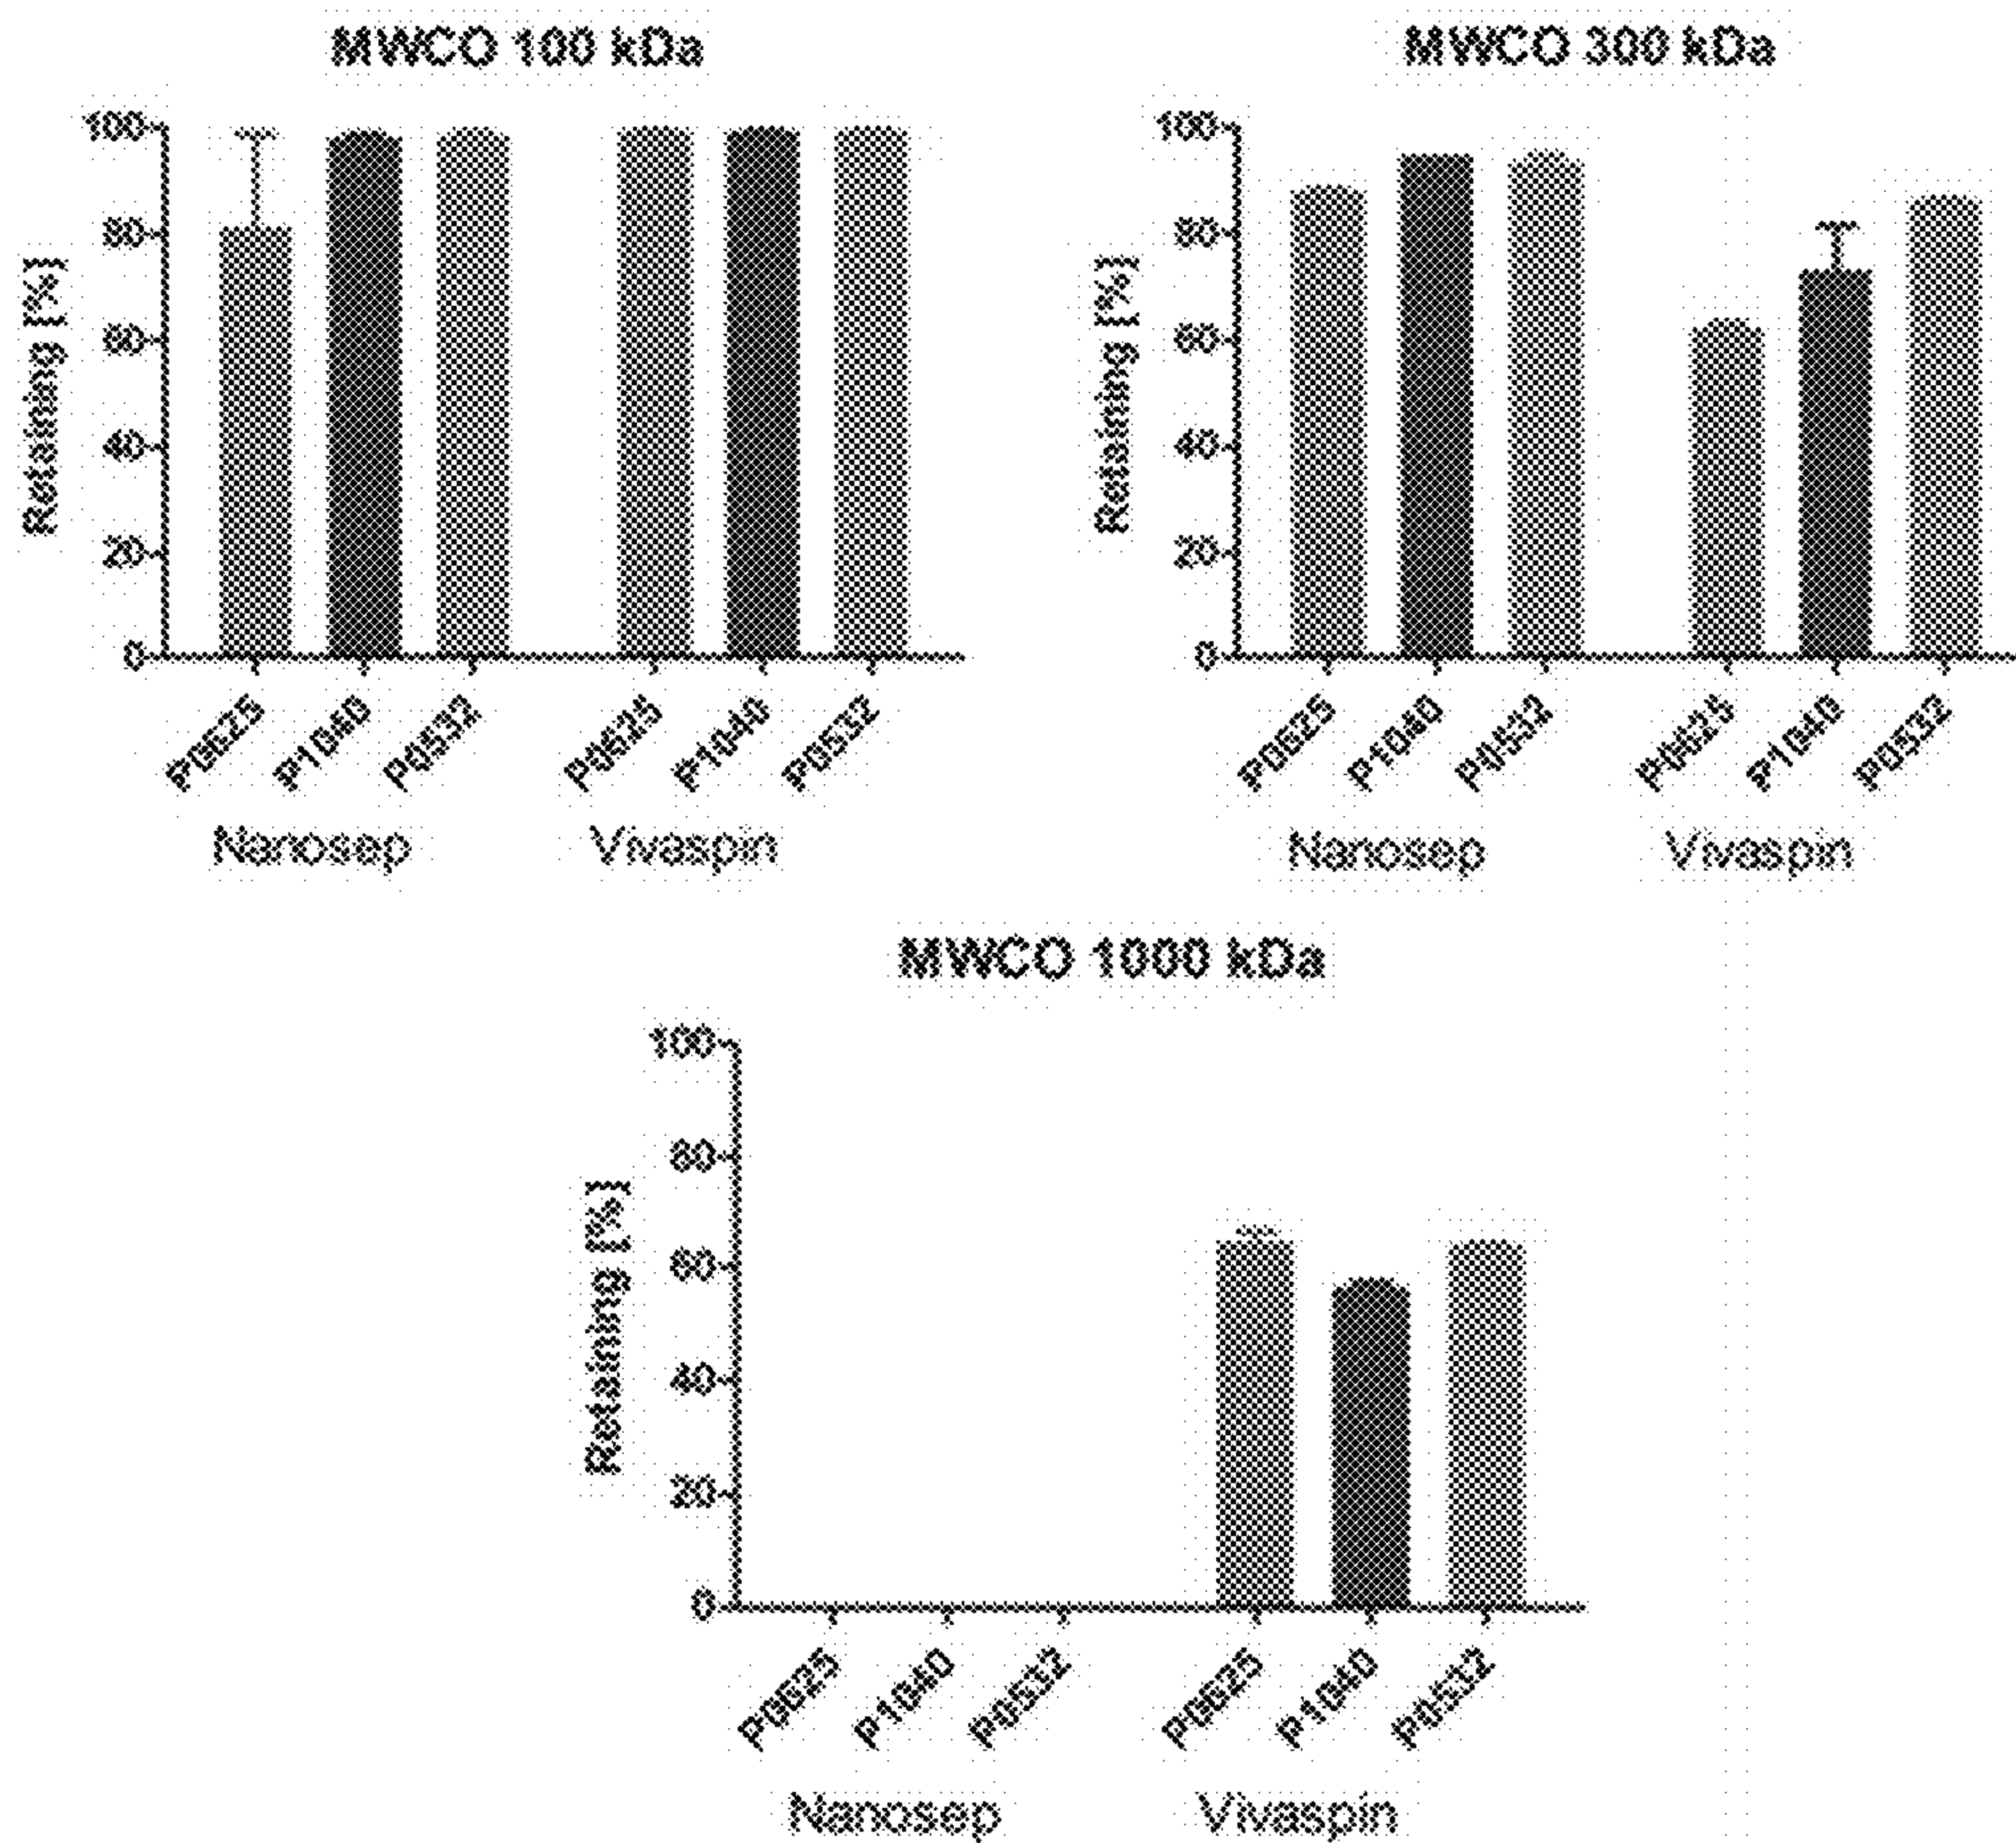 MWCO 100 kDa
Retaining [%]
100
80
60
40
20
0
P0625
P1040
P0532
P0625
P1040
P0532
Nanosep
Vivaspin
MWCO 300 kDa
Retaining [%]
100
80
60
40
20
0
P0625
P1040
P0532
P0625
P1040
P0532
Nanosep
Vivaspin
MWCO 1000 kDa
Retaining [%]
100
80
60
40
20
0
P0625
P1040
P0532
P0625
P1040
P0532
Nanosep
Vivaspin